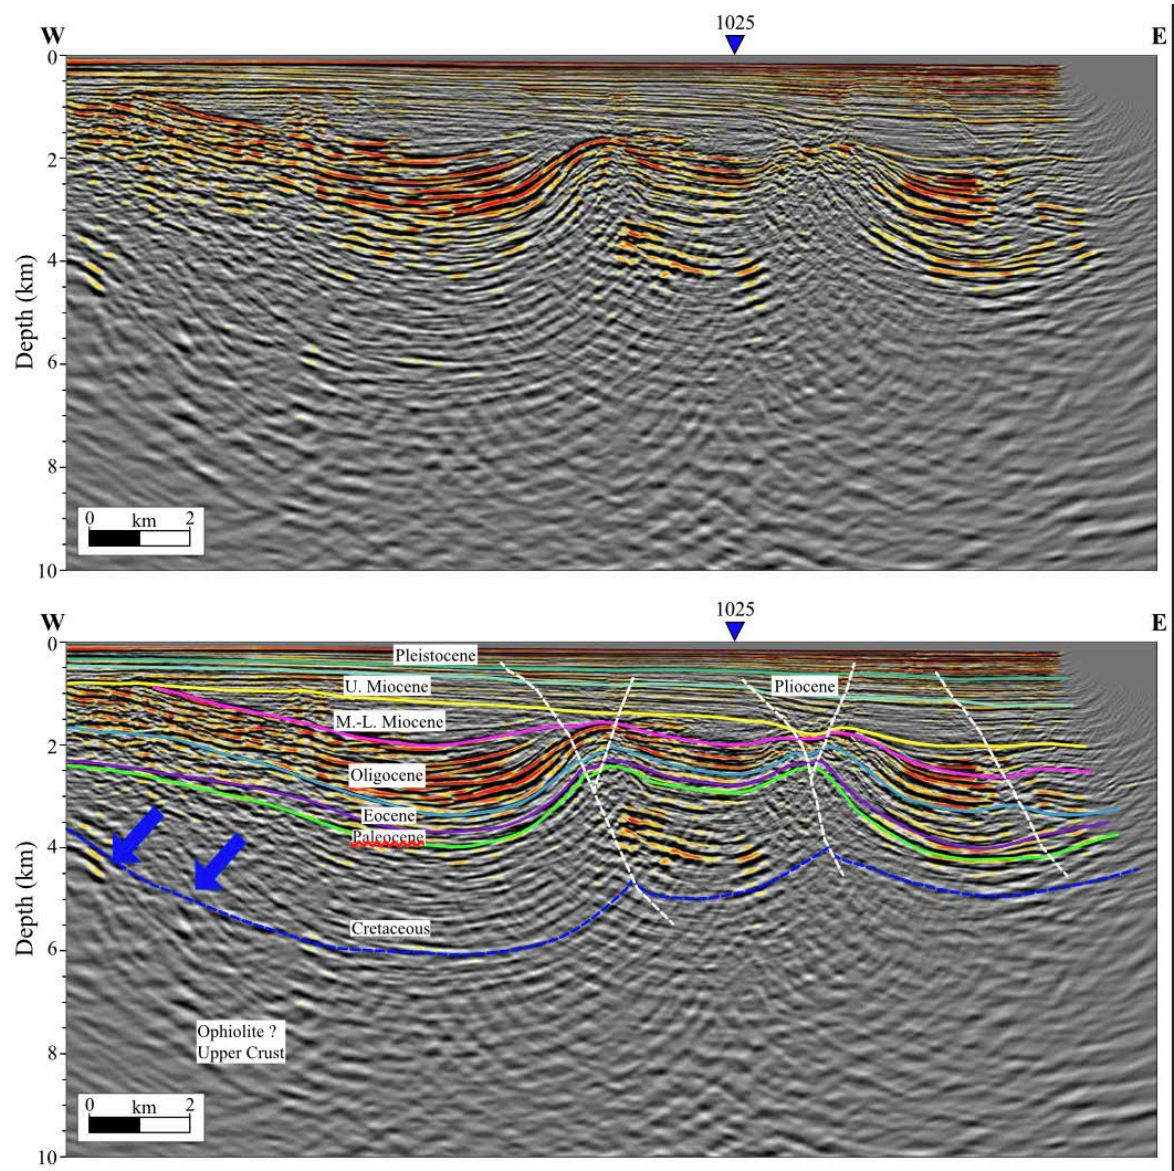 1025
W
E
0
2
4
6
8
10
Depth (km)
0 km 2
1025
W
E
0
2
4
6
8
10
Depth (km)
Pleistocene
U. Miocene
Pliocene
M.-L. Miocene
Oligocene
Eocene
Paleocene
Cretaceous
Ophiolite ?
Upper Crust
0 km 2